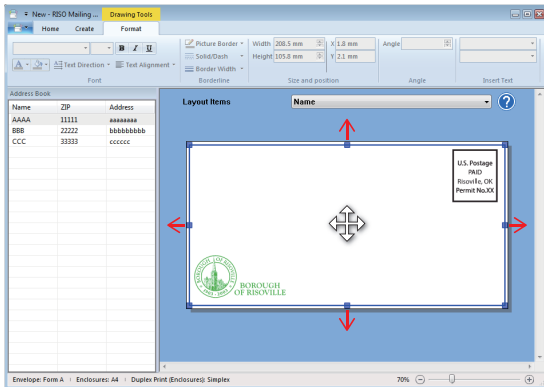 New - RISO Mailing ... Drawing Tools
Home Create Format
B I U
A Text Direction Text Alignment
Font
Picture Border
Solid/Dash
Border Width
Borderline
Width 208.5 mm X 1.8 mm
Height 105.8 mm Y 2.1 mm
Size and position
Angle
Angle
Insert Text
Address Book
Name ZIP Address
AAAA 11111 aaaaaaaa
BBB 22222 bbbbbbbbb
CCC 33333 cccccc
Layout Items Name ?
U.S. Postage
PAID
Risoville, OK
Permit No.XX
BOROUGH
OF RISOVILLE
Envelope: Form A Enclosures: A4 Duplex Print (Enclosures): Simplex 70%